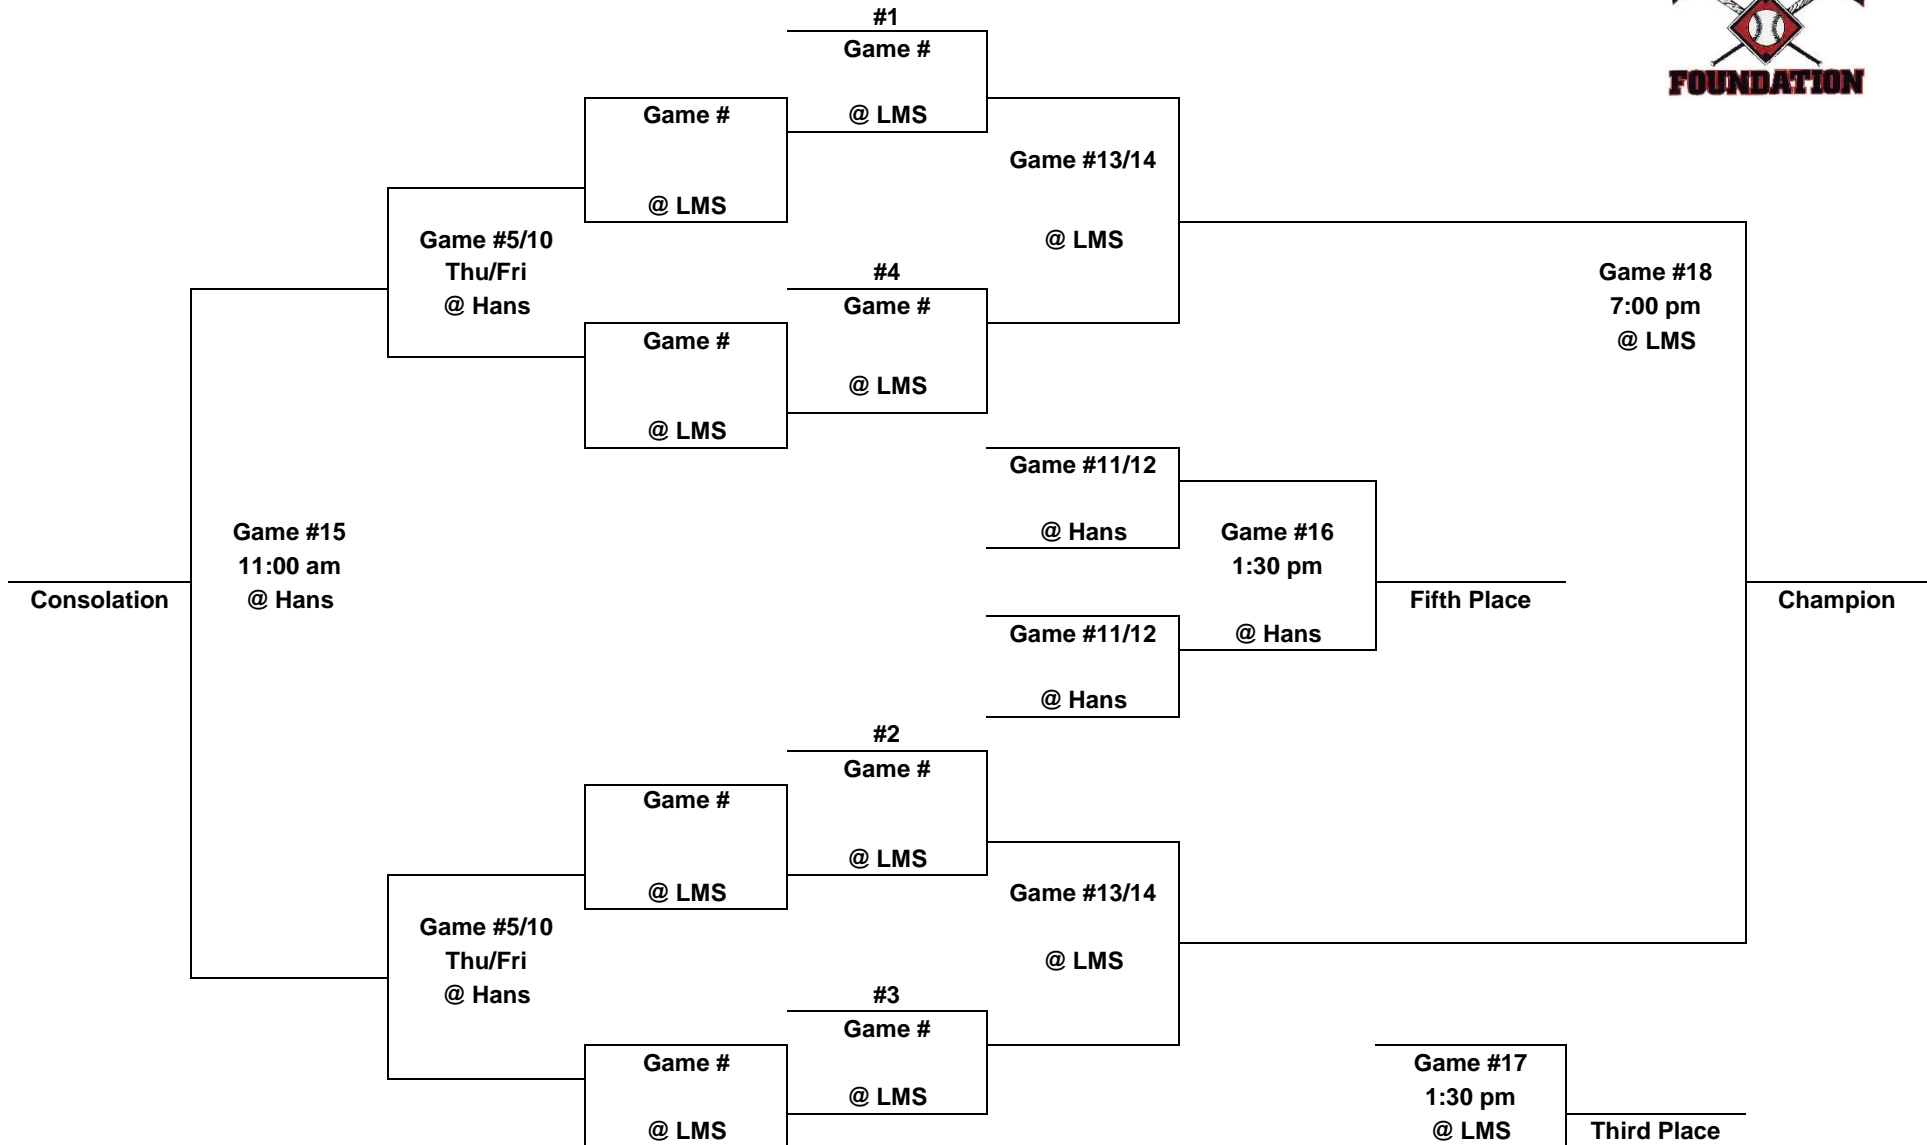 #1
Game #
@ LMS
FOUNDATION
Game #
@ LMS
Game #13/14
@ LMS
Game #5/10
Thu/Fri
@ Hans
#4
Game #
@ LMS
Game #18
7:00 pm
@ LMS
Game #
@ LMS
Game #11/12
@ Hans
Game #15
11:00 am
@ Hans
Consolation
Game #16
1:30 pm
@ Hans
Fifth Place
Champion
Game #11/12
@ Hans
#2
Game #
@ LMS
Game #
@ LMS
Game #13/14
@ LMS
Game #5/10
Thu/Fri
@ Hans
#3
Game #
@ LMS
Game #
@ LMS
Game #17
1:30 pm
@ LMS
Third Place